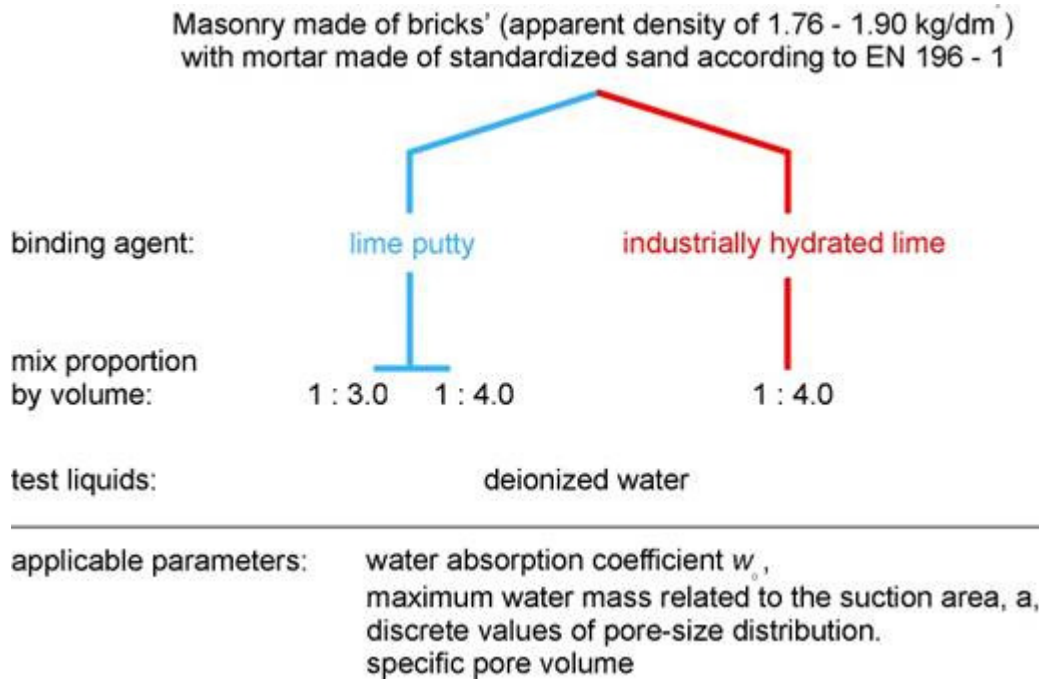 Masonry made of bricks' (apparent density of 1.76 - 1.90 kg/dm )
with mortar made of standardized sand according to EN 196 - 1
binding agent: lime putty industrially hydrated lime
mix proportion
by volume: 1 : 3.0 1 : 4.0 1 : 4.0
test liquids: deionized water
applicable parameters: water absorption coefficient w₀,
maximum water mass related to the suction area, a,
discrete values of pore-size distribution.
specific pore volume